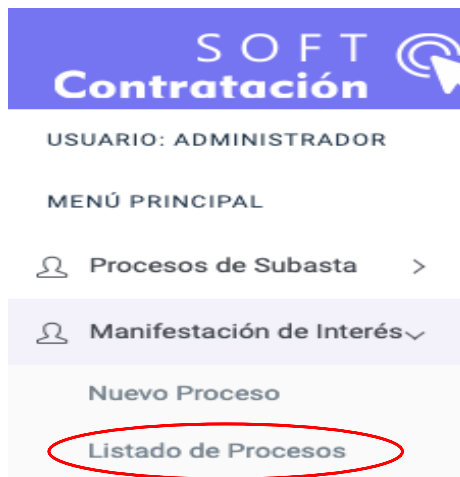 SOFT
Contratación
USUARIO: ADMINISTRADOR
MENÚ PRINCIPAL
Procesos de Subasta
Manifestación de Interés
Nuevo Proceso
Listado de Procesos